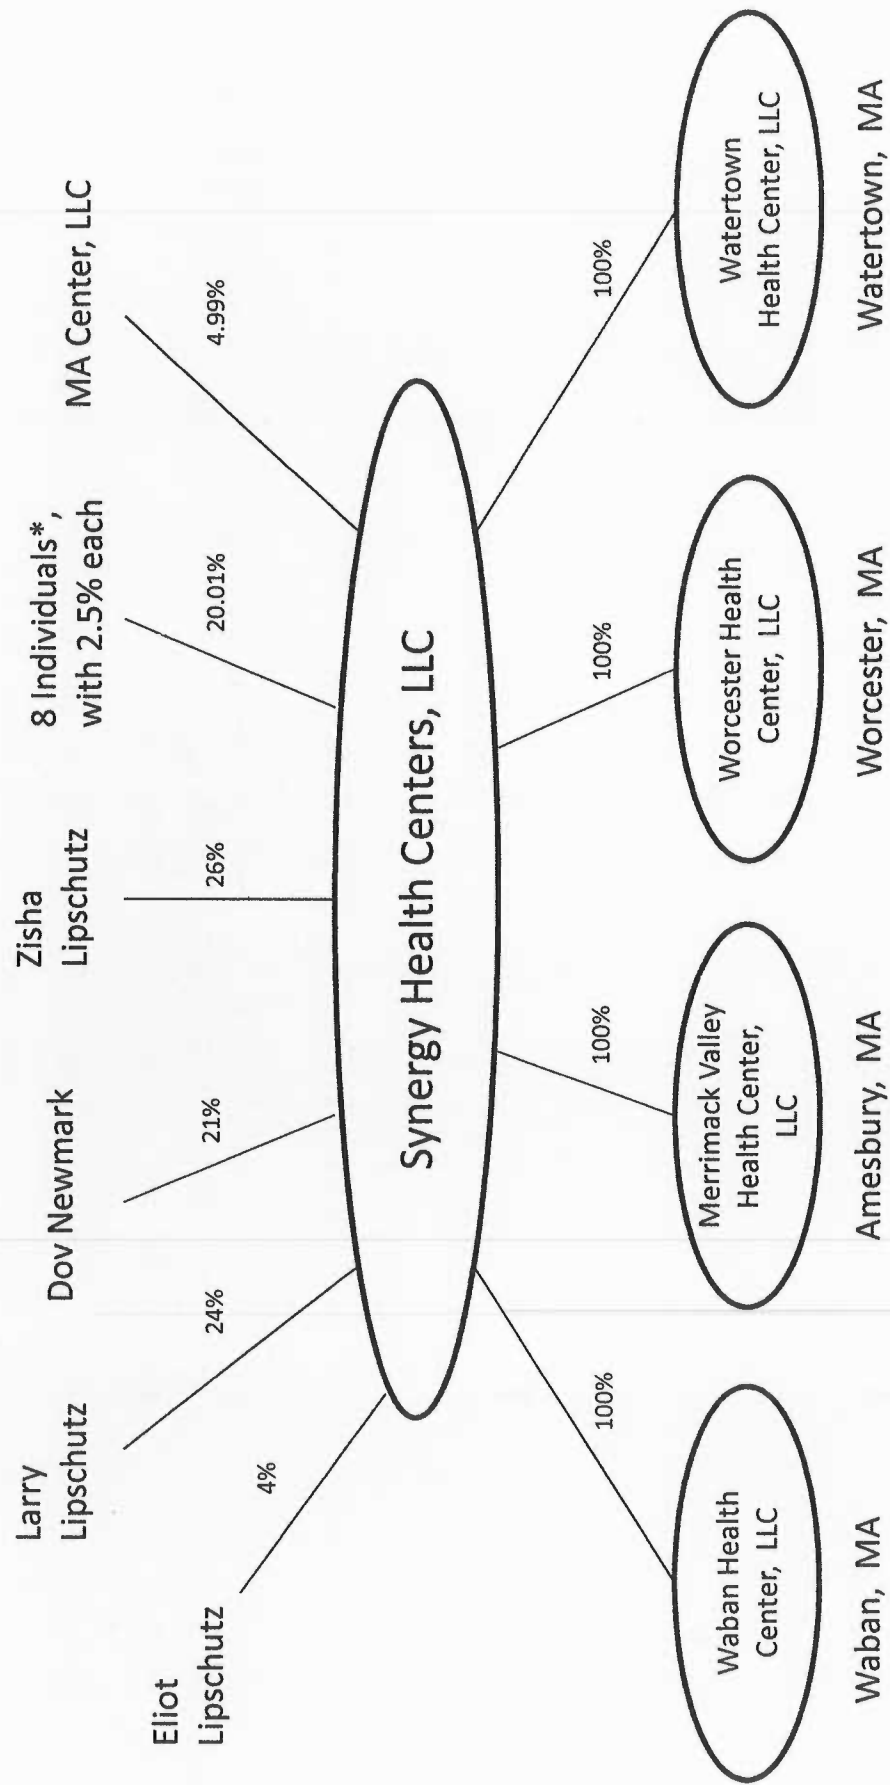 Eliot
Lipschutz
4%
Larry
Lipschutz
24%
Dov Newmark
21%
Zisha
Lipschutz
26%
8 Individuals*,
with 2.5% each
20.01%
MA Center, LLC
4.99%
Synergy Health Centers, LLC
100%
100%
100%
100%
Waban Health
Center, LLC
Waban, MA
Merrimack Valley
Health Center,
LLC
Amesbury, MA
Worcester Health
Center, LLC
Worcester, MA
Watertown
Health Center, LLC
Watertown, MA